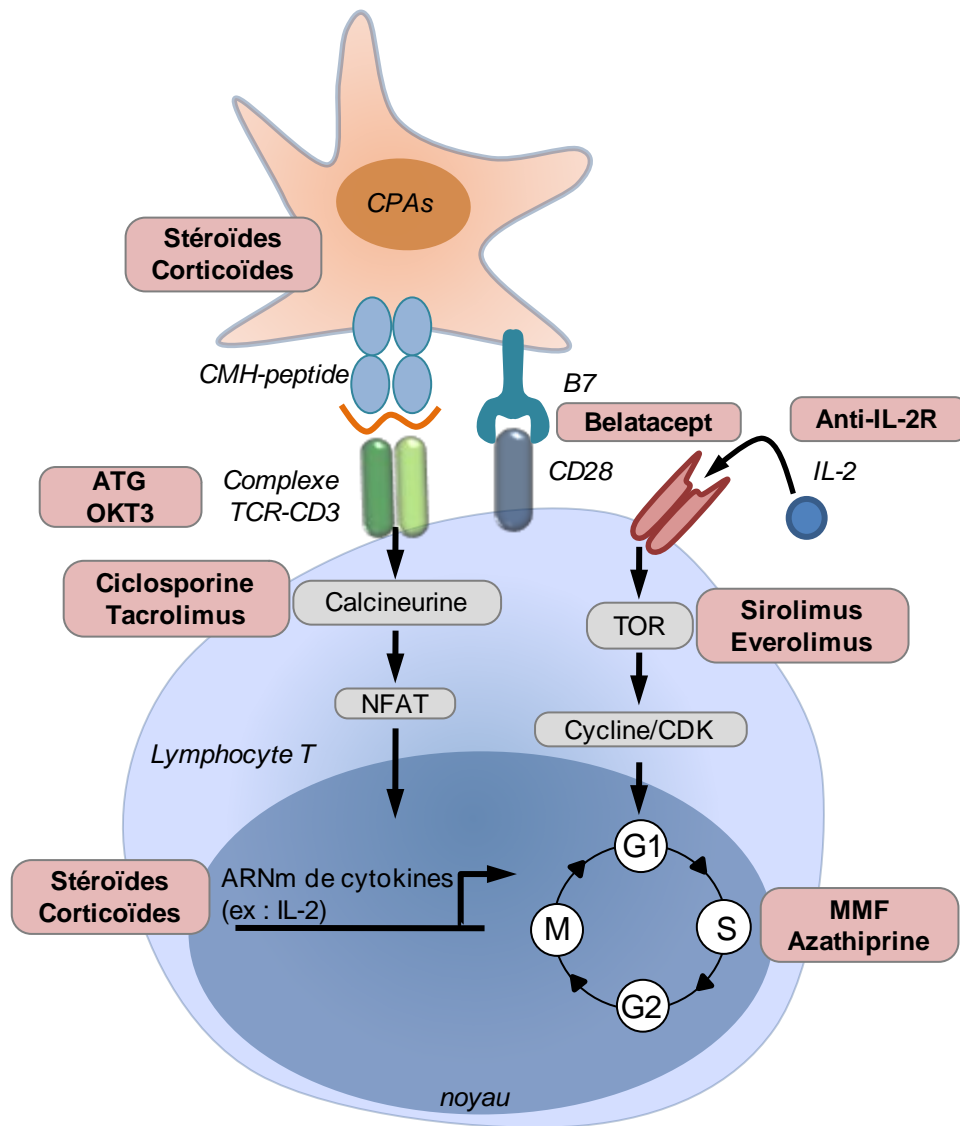 CPAs
Stéroïdes
Corticoïdes
CMH-peptide
B7
Belatacept
Anti-IL-2R
CD28
IL-2
ATG
OKT3
Complexe
TCR-CD3
Ciclosporine
Tacrolimus
Calcineurine
TOR
Sirolimus
Everolimus
NFAT
Cycline/CDK
Lymphocyte T
G1
Stéroïdes
Corticoïdes
ARNm de cytokines
(ex : IL-2)
M
S
MMF
Azathiprine
G2
noyau